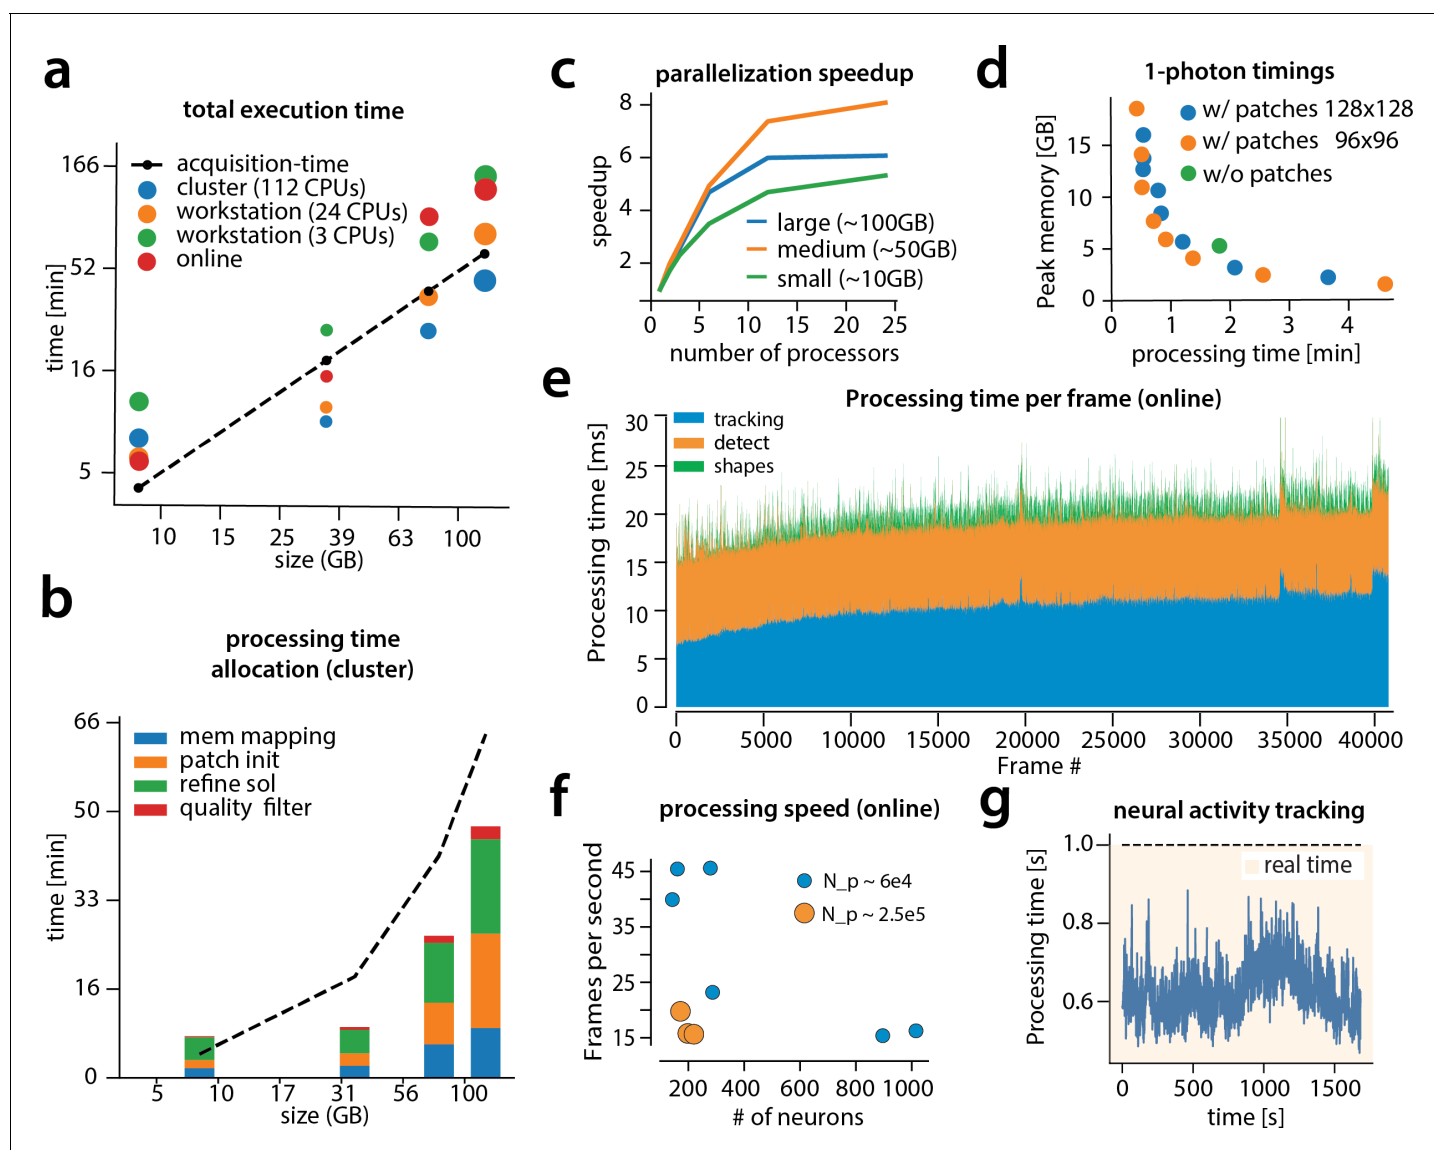 a
total execution time
acquisition-time
cluster (112 CPUs)
workstation (24 CPUs)
workstation (3 CPUs)
online
time [min]
166
52
16
5
10 15 25 39 63 100
size (GB)
b
processing time
allocation (cluster)
mem mapping
patch init
refine sol
quality filter
time [min]
66
50
33
16
0
5 10 17 31 56 100
size (GB)
c
parallelization speedup
speedup
8
6
4
2
large (~100GB)
medium (~50GB)
small (~10GB)
0 5 10 15 20 25
number of processors
d
1-photon timings
w/ patches 128x128
w/ patches 96x96
w/o patches
Peak memory [GB]
15
10
5
0
0 1 2 3 4
processing time [min]
e
Processing time per frame (online)
tracking
detect
shapes
Processing time [ms]
30
25
20
15
10
5
0
0 5000 10000 15000 20000 25000 30000 35000 40000
Frame #
f
processing speed (online)
N_p ~ 6e4
N_p ~ 2.5e5
Frames per second
45
35
25
15
200 400 600 800 1000
# of neurons
g
neural activity tracking
real time
Processing time [s]
1.0
0.8
0.6
0 500 1000 1500
time [s]